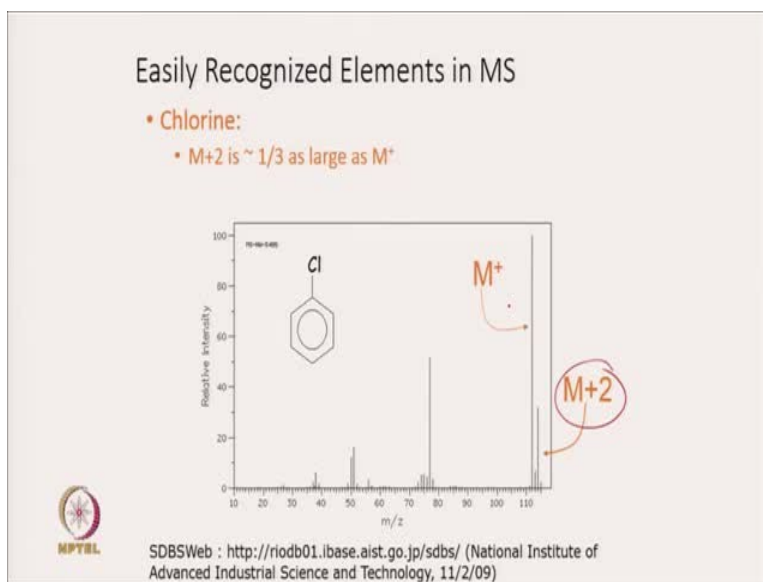 Easily Recognized Elements in MS
• Chlorine:
• M+2 is ~ 1/3 as large as M⁺
100
80
60
40
20
0
Relative Intensity
Cl
M⁺
M+2
10 20 30 40 50 60 70 80 90 100 110
m/z
NPTEL
SDBSWeb : http://riodb01.ibase.aist.go.jp/sdbs/ (National Institute of
Advanced Industrial Science and Technology, 11/2/09)